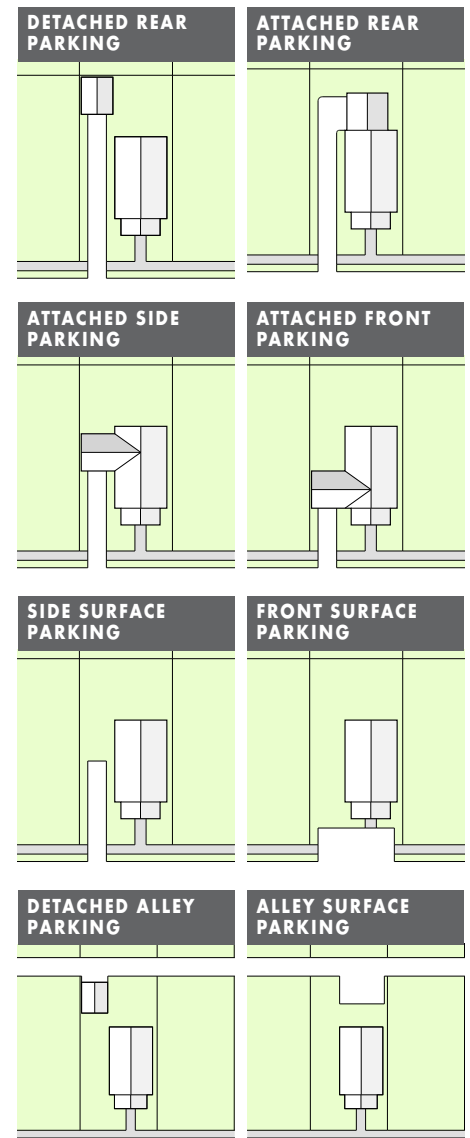 DETACHED REAR
PARKING
ATTACHED REAR
PARKING
ATTACHED SIDE
PARKING
ATTACHED FRONT
PARKING
SIDE SURFACE
PARKING
FRONT SURFACE
PARKING
DETACHED ALLEY
PARKING
ALLEY SURFACE
PARKING